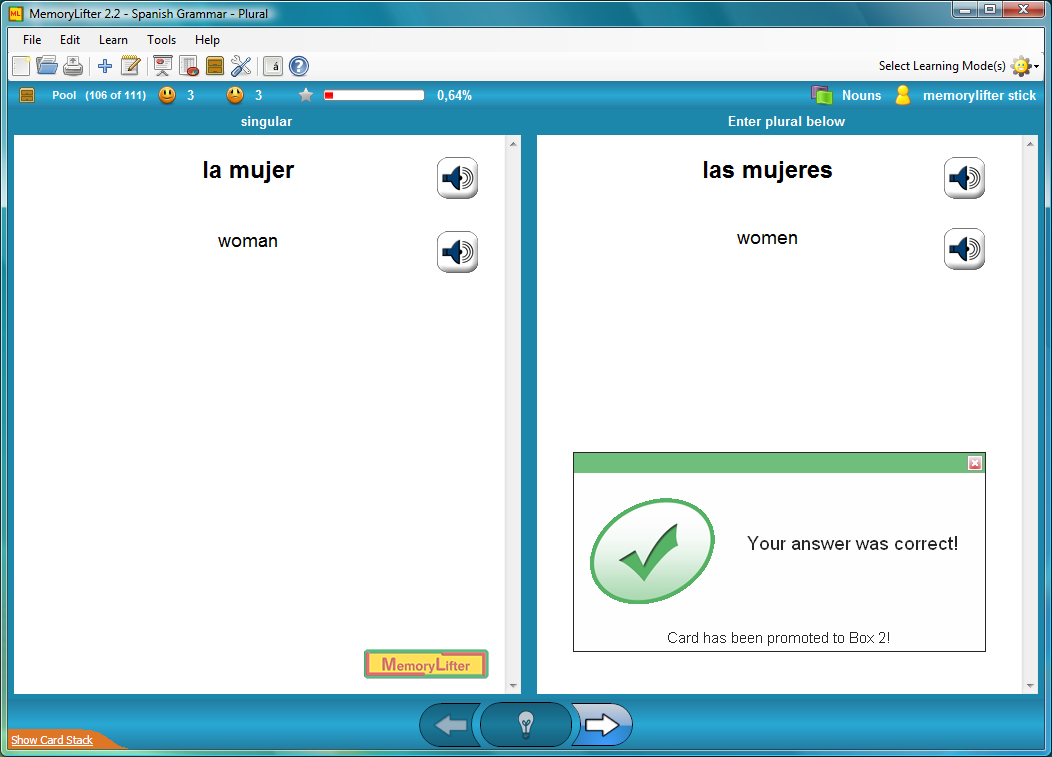 MemoryLifter 2.2 - Spanish Grammar - Plural
File Edit Learn Tools Help
Select Learning Mode(s)
Pool (106 of 111) 3 3 0,64% Nouns memorylifter stick
singular
Enter plural below
la mujer
woman
las mujeres
women
Your answer was correct!
Card has been promoted to Box 2!
MemoryLifter
Show Card Stack
ML
á
?